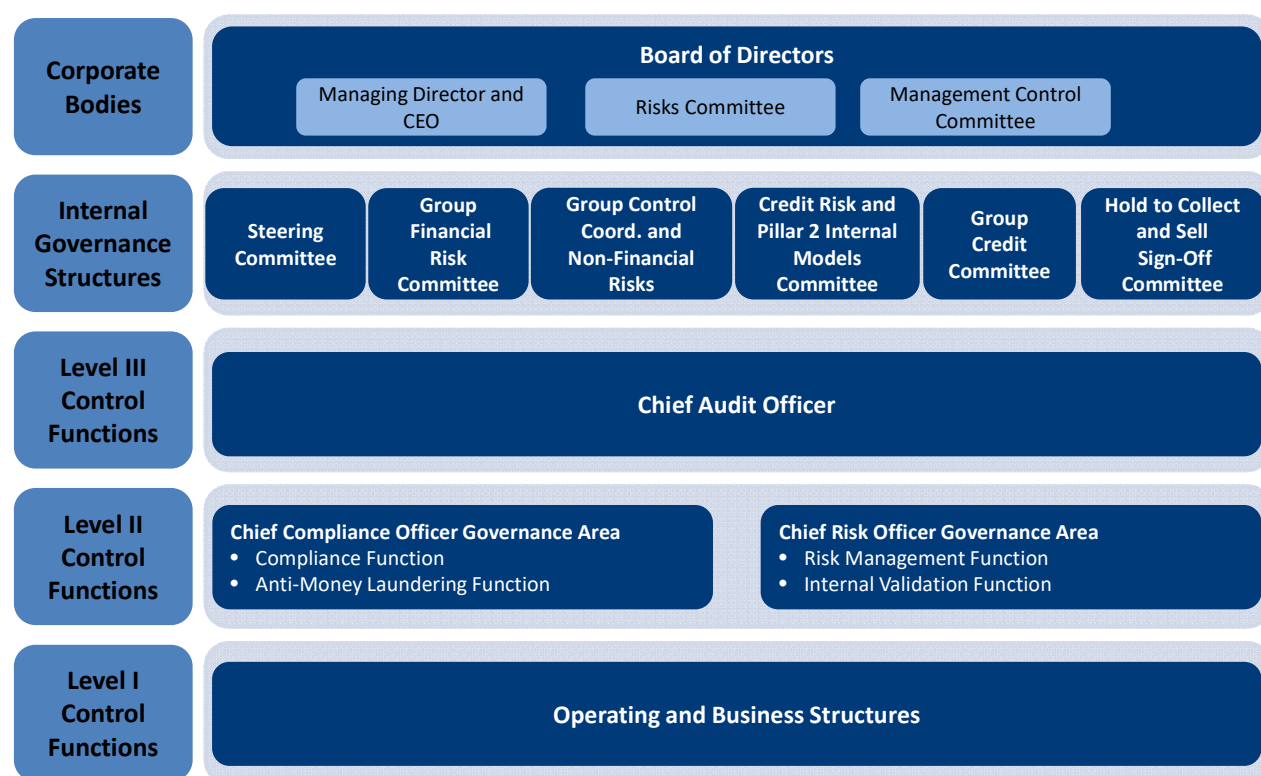 Corporate
Bodies
Board of Directors
Managing Director and
CEO
Risks Committee
Management Control
Committee
Internal
Governance
Structures
Steering
Committee
Group
Financial
Risk
Committee
Group Control
Coord. and
Non-Financial
Risks
Credit Risk and
Pillar 2 Internal
Models
Committee
Group
Credit
Committee
Hold to Collect
and Sell
Sign-Off
Committee
Level III
Control
Functions
Chief Audit Officer
Level II
Control
Functions
Chief Compliance Officer Governance Area
• Compliance Function
• Anti-Money Laundering Function
Chief Risk Officer Governance Area
• Risk Management Function
• Internal Validation Function
Level I
Control
Functions
Operating and Business Structures